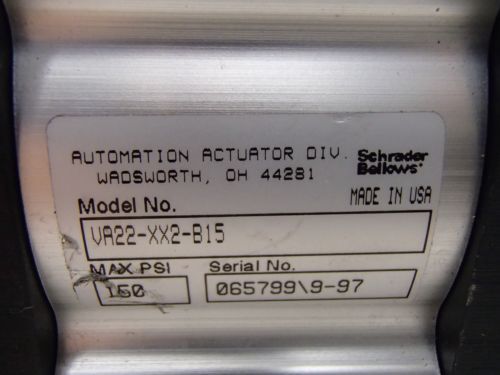 AUTOMATION ACTUATOR DIV. Schrader Bellows
WADSWORTH, OH 44281
MADE IN USA
Model No.
VA22-XX2-B15
MAX PSI Serial No.
150 065799\9-97